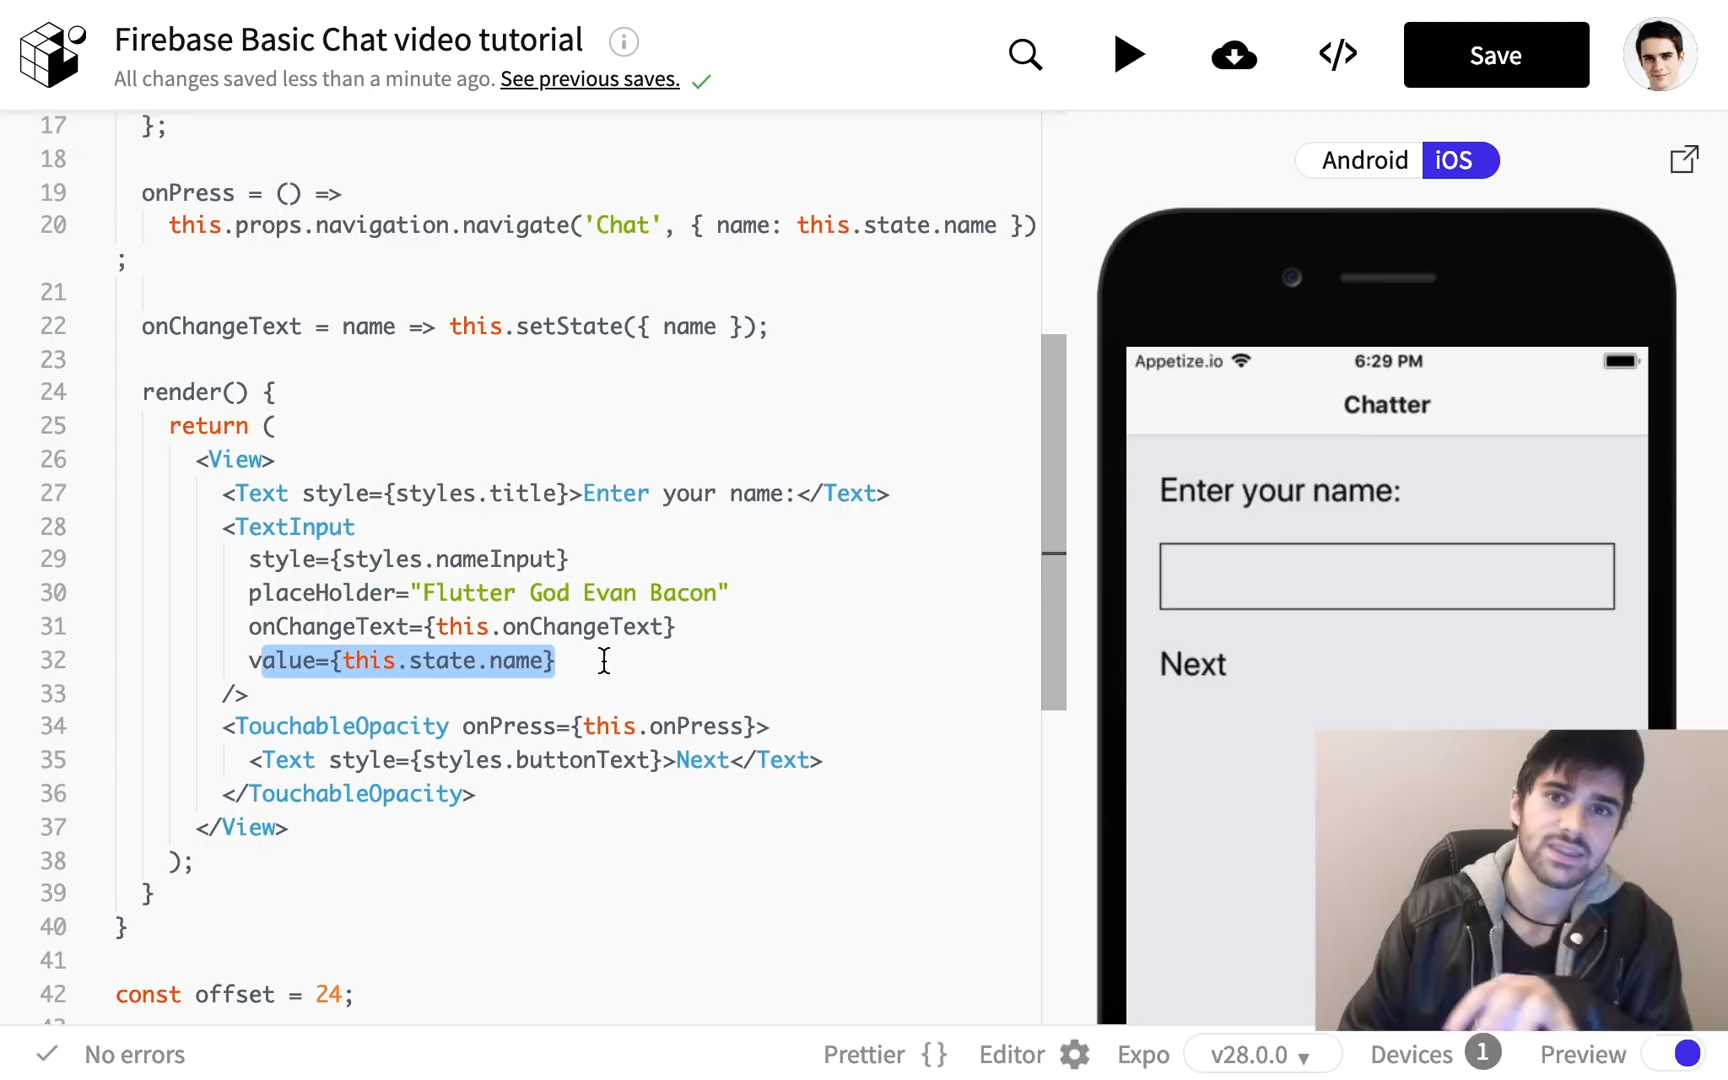 Firebase Basic Chat video tutorial
All changes saved less than a minute ago. See previous saves.
Save
17 };
18
19 onPress = () =>
20 this.props.navigation.navigate('Chat', { name: this.state.name })
;
21
22 onChangeText = name => this.setState({ name });
23
24 render() {
25 return (
26 <View>
27 <Text style={styles.title}>Enter your name:</Text>
28 <TextInput
29 style={styles.nameInput}
30 placeHolder="Flutter God Evan Bacon"
31 onChangeText={this.onChangeText}
32 value={this.state.name}
33 />
34 <TouchableOpacity onPress={this.onPress}>
35 <Text style={styles.buttonText}>Next</Text>
36 </TouchableOpacity>
37 </View>
38 );
39 }
40 }
41
42 const offset = 24;
Android iOS
Appetize.io 6:29 PM
Chatter
Enter your name:
Next
No errors Prettier {} Editor Expo v28.0.0 Devices 1 Preview